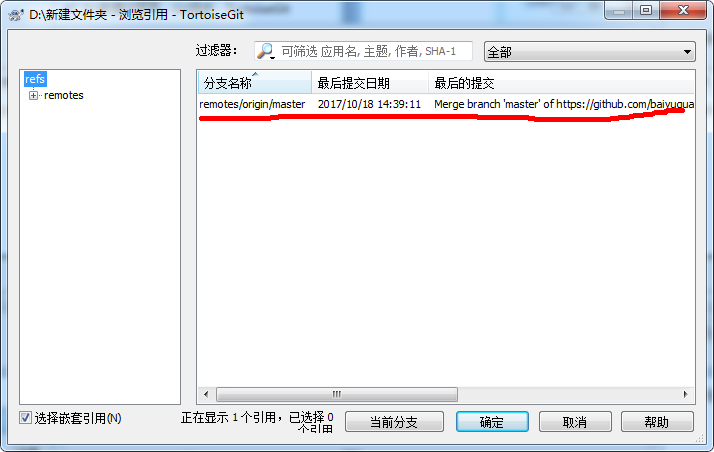 D:\新建文件夹 - 浏览引用 - TortoiseGit
过滤器: 可筛选 应用名, 主题, 作者, SHA-1 全部
refs
remotes
分支名称 最后提交日期 最后的提交
remotes/origin/master 2017/10/18 14:39:11 Merge branch 'master' of https://github.com/baiyugua
选择嵌套引用(N)
正在显示 1 个引用，已选择 0
个引用
当前分支 确定 取消 帮助